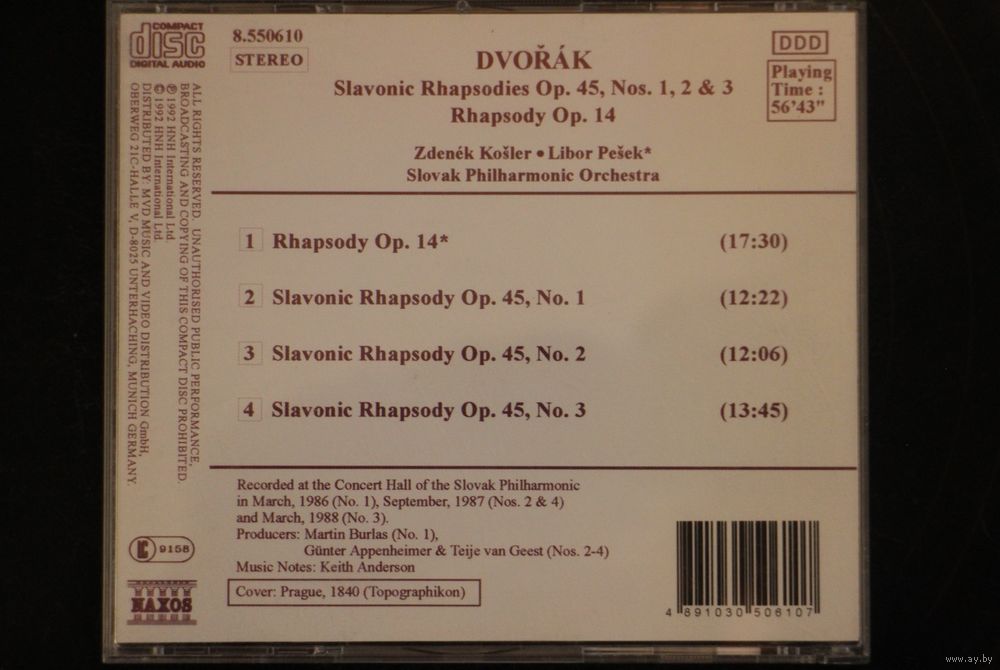 COMPACT
disc
DIGITAL AUDIO
8.550610
STEREO
DVOŘÁK
Slavonic Rhapsodies Op. 45, Nos. 1, 2 & 3
Rhapsody Op. 14
Zdenék Košler • Libor Pešek*
Slovak Philharmonic Orchestra
DDD
Playing
Time :
56'43"
1 Rhapsody Op. 14* (17:30)
2 Slavonic Rhapsody Op. 45, No. 1 (12:22)
3 Slavonic Rhapsody Op. 45, No. 2 (12:06)
4 Slavonic Rhapsody Op. 45, No. 3 (13:45)
Recorded at the Concert Hall of the Slovak Philharmonic
in March, 1986 (No. 1), September, 1987 (Nos. 2 & 4)
and March, 1988 (No. 3).
Producers: Martin Burlas (No. 1),
Günter Appenheimer & Teije van Geest (Nos. 2-4)
Music Notes: Keith Anderson
Cover: Prague, 1840 (Topographikon)
ALL RIGHTS RESERVED. UNAUTHORISED PUBLIC PERFORMANCE,
BROADCASTING AND COPYING OF THIS COMPACT DISC PROHIBITED.
℗ 1992 HNH International Ltd.
© 1992 HNH International Ltd.
DISTRIBUTED BY: MVD MUSIC AND VIDEO DISTRIBUTION GmbH,
OBERWEG 21C-HALLE V, D-8025 UNTERHACHING, MUNICH GERMANY.
LC 9158
NAXOS
4 891030 506107
www.ay.by